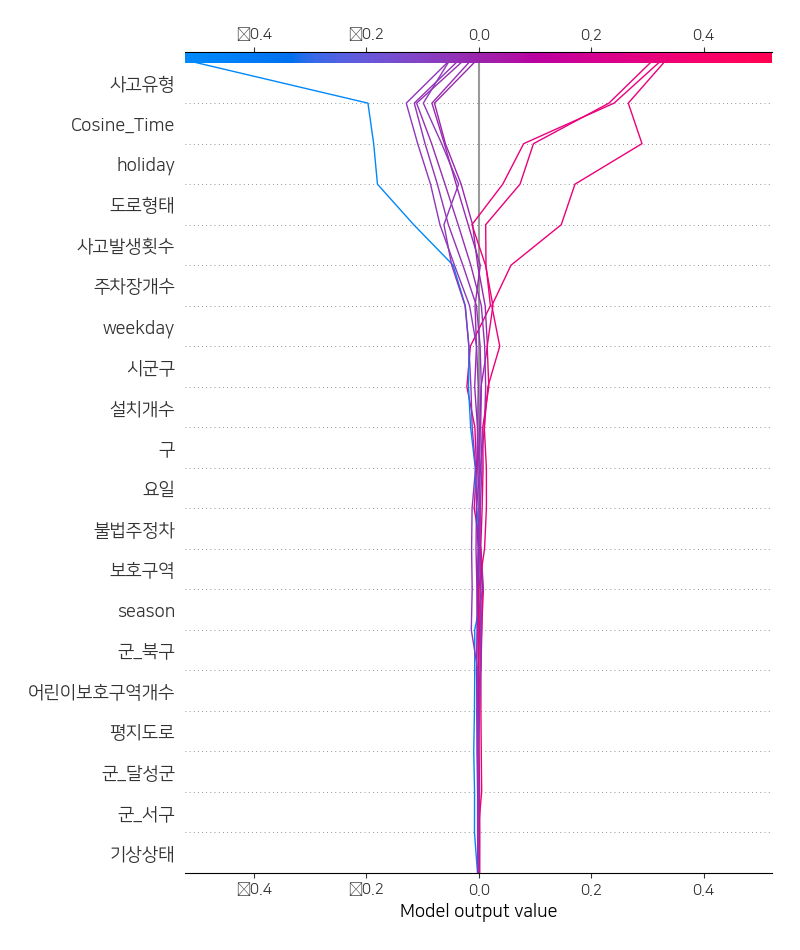 ▯0.4 ▯0.2 0.0 0.2 0.4
사고유형
Cosine_Time
holiday
도로형태
사고발생횟수
주차장개수
weekday
시군구
설치개수
구
요일
불법주정차
보호구역
season
군_북구
어린이보호구역개수
평지도로
군_달성군
군_서구
기상상태
▯0.4 ▯0.2 0.0 0.2 0.4
Model output value